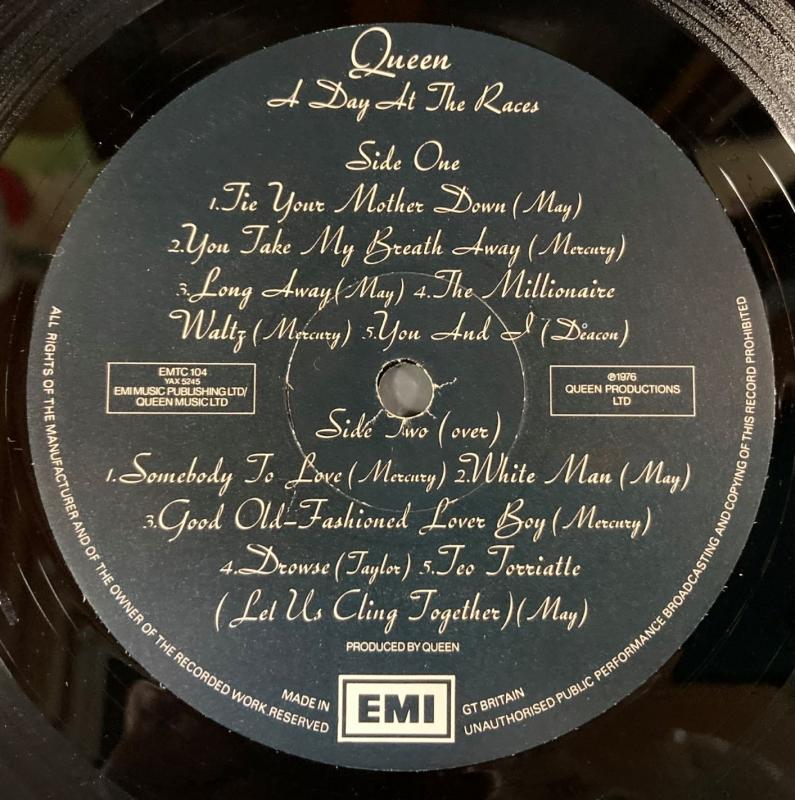 Queen
A Day At The Races
Side One
1.Tie Your Mother Down (May)
2.You Take My Breath Away (Mercury)
3.Long Away (May) 4.The Millionaire
Waltz (Mercury) 5.You And I (Deacon)
EMTC 104
YAX 5245
EMI MUSIC PUBLISHING LTD/
QUEEN MUSIC LTD
℗1976
QUEEN PRODUCTIONS
LTD
Side Two (over)
1.Somebody To Love (Mercury) 2.White Man (May)
3.Good Old-Fashioned Lover Boy (Mercury)
4.Drowse (Taylor) 5.Teo Torriatte
(Let Us Cling Together) (May)
PRODUCED BY QUEEN
MADE IN
EMI
GT BRITAIN
ALL RIGHTS OF THE MANUFACTURER AND OF THE OWNER OF THE RECORDED WORK RESERVED
UNAUTHORISED PUBLIC PERFORMANCE BROADCASTING AND COPYING OF THIS RECORD PROHIBITED